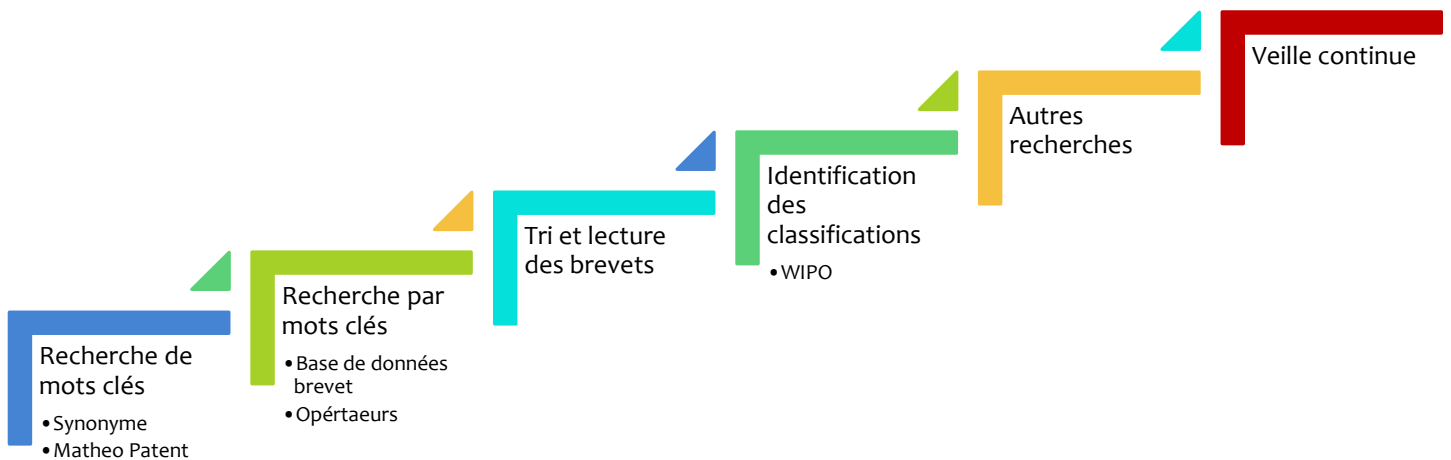 Recherche de
mots clés
•Synonyme
•Matheo Patent
Recherche par
mots clés
•Base de données
brevet
•Opértaeurs
Tri et lecture
des brevets
Identification
des
classifications
•WIPO
Autres
recherches
Veille continue